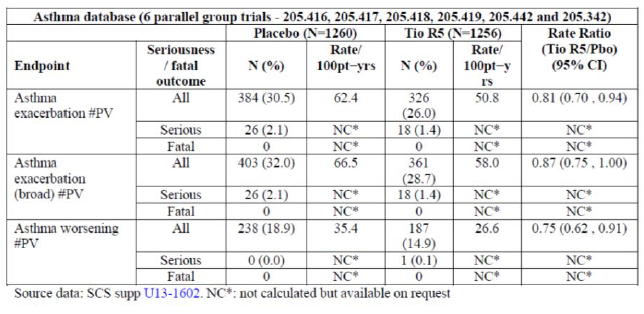 Asthma database (6 parallel group trials - 205.416, 205.417, 205.418, 205.419, 205.442 and 205.342)
Placebo (N=1260) Tio R5 (N=1256) Rate Ratio (Tio R5/Pbo) (95% CI)
Endpoint Seriousness / fatal outcome N (%) Rate/ 100pt-yrs N (%) Rate/ 100pt−y rs
Asthma exacerbation #PV All 384 (30.5) 62.4 326 (26.0) 50.8 0.81 (0.70 , 0.94)
Serious 26 (2.1) NC* 18 (1.4) NC* NC*
Fatal 0 NC* 0 NC* NC*
Asthma exacerbation (broad) #PV All 403 (32.0) 66.5 361 (28.7) 58.0 0.87 (0.75 , 1.00)
Serious 26 (2.1) NC* 18 (1.4) NC* NC*
Fatal 0 NC* 0 NC* NC*
Asthma worsening #PV All 238 (18.9) 35.4 187 (14.9) 26.6 0.75 (0.62 , 0.91)
Serious 0 (0.0) NC* 1 (0.1) NC* NC*
Fatal 0 NC* 0 NC* NC*
Source data: SCS supp U13-1602. NC*: not calculated but available on request